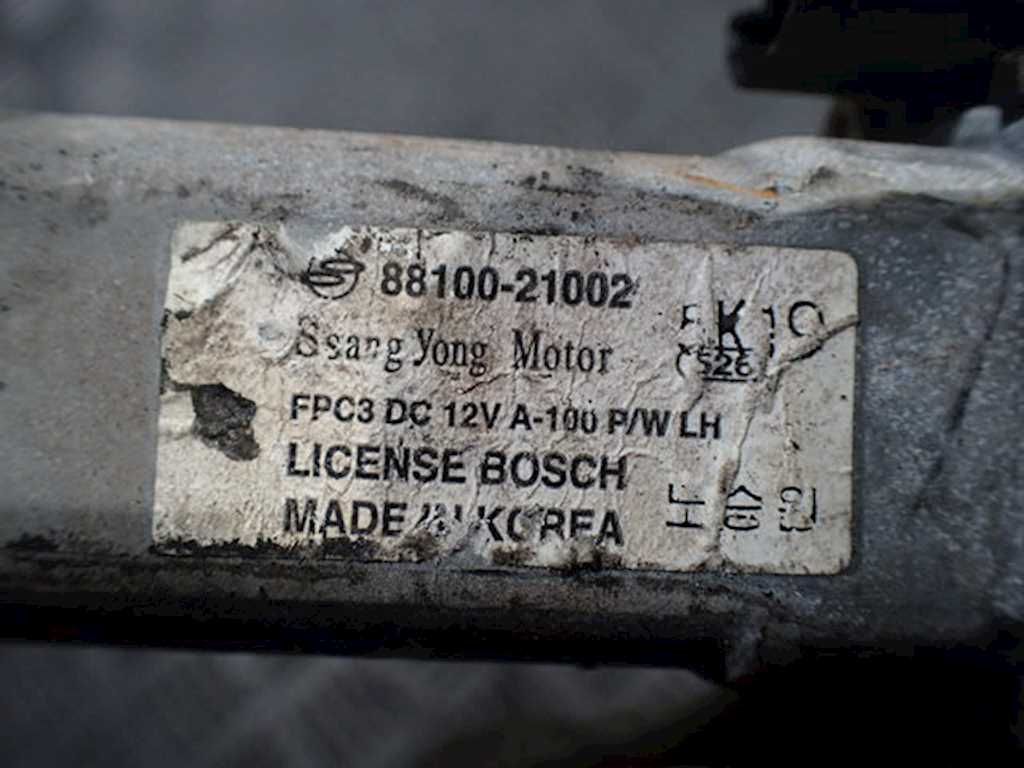 88100-21002
Ssang Yong Motor
FPC3 DC 12V A-100 P/W LH
LICENSE BOSCH
MADE IN KOREA